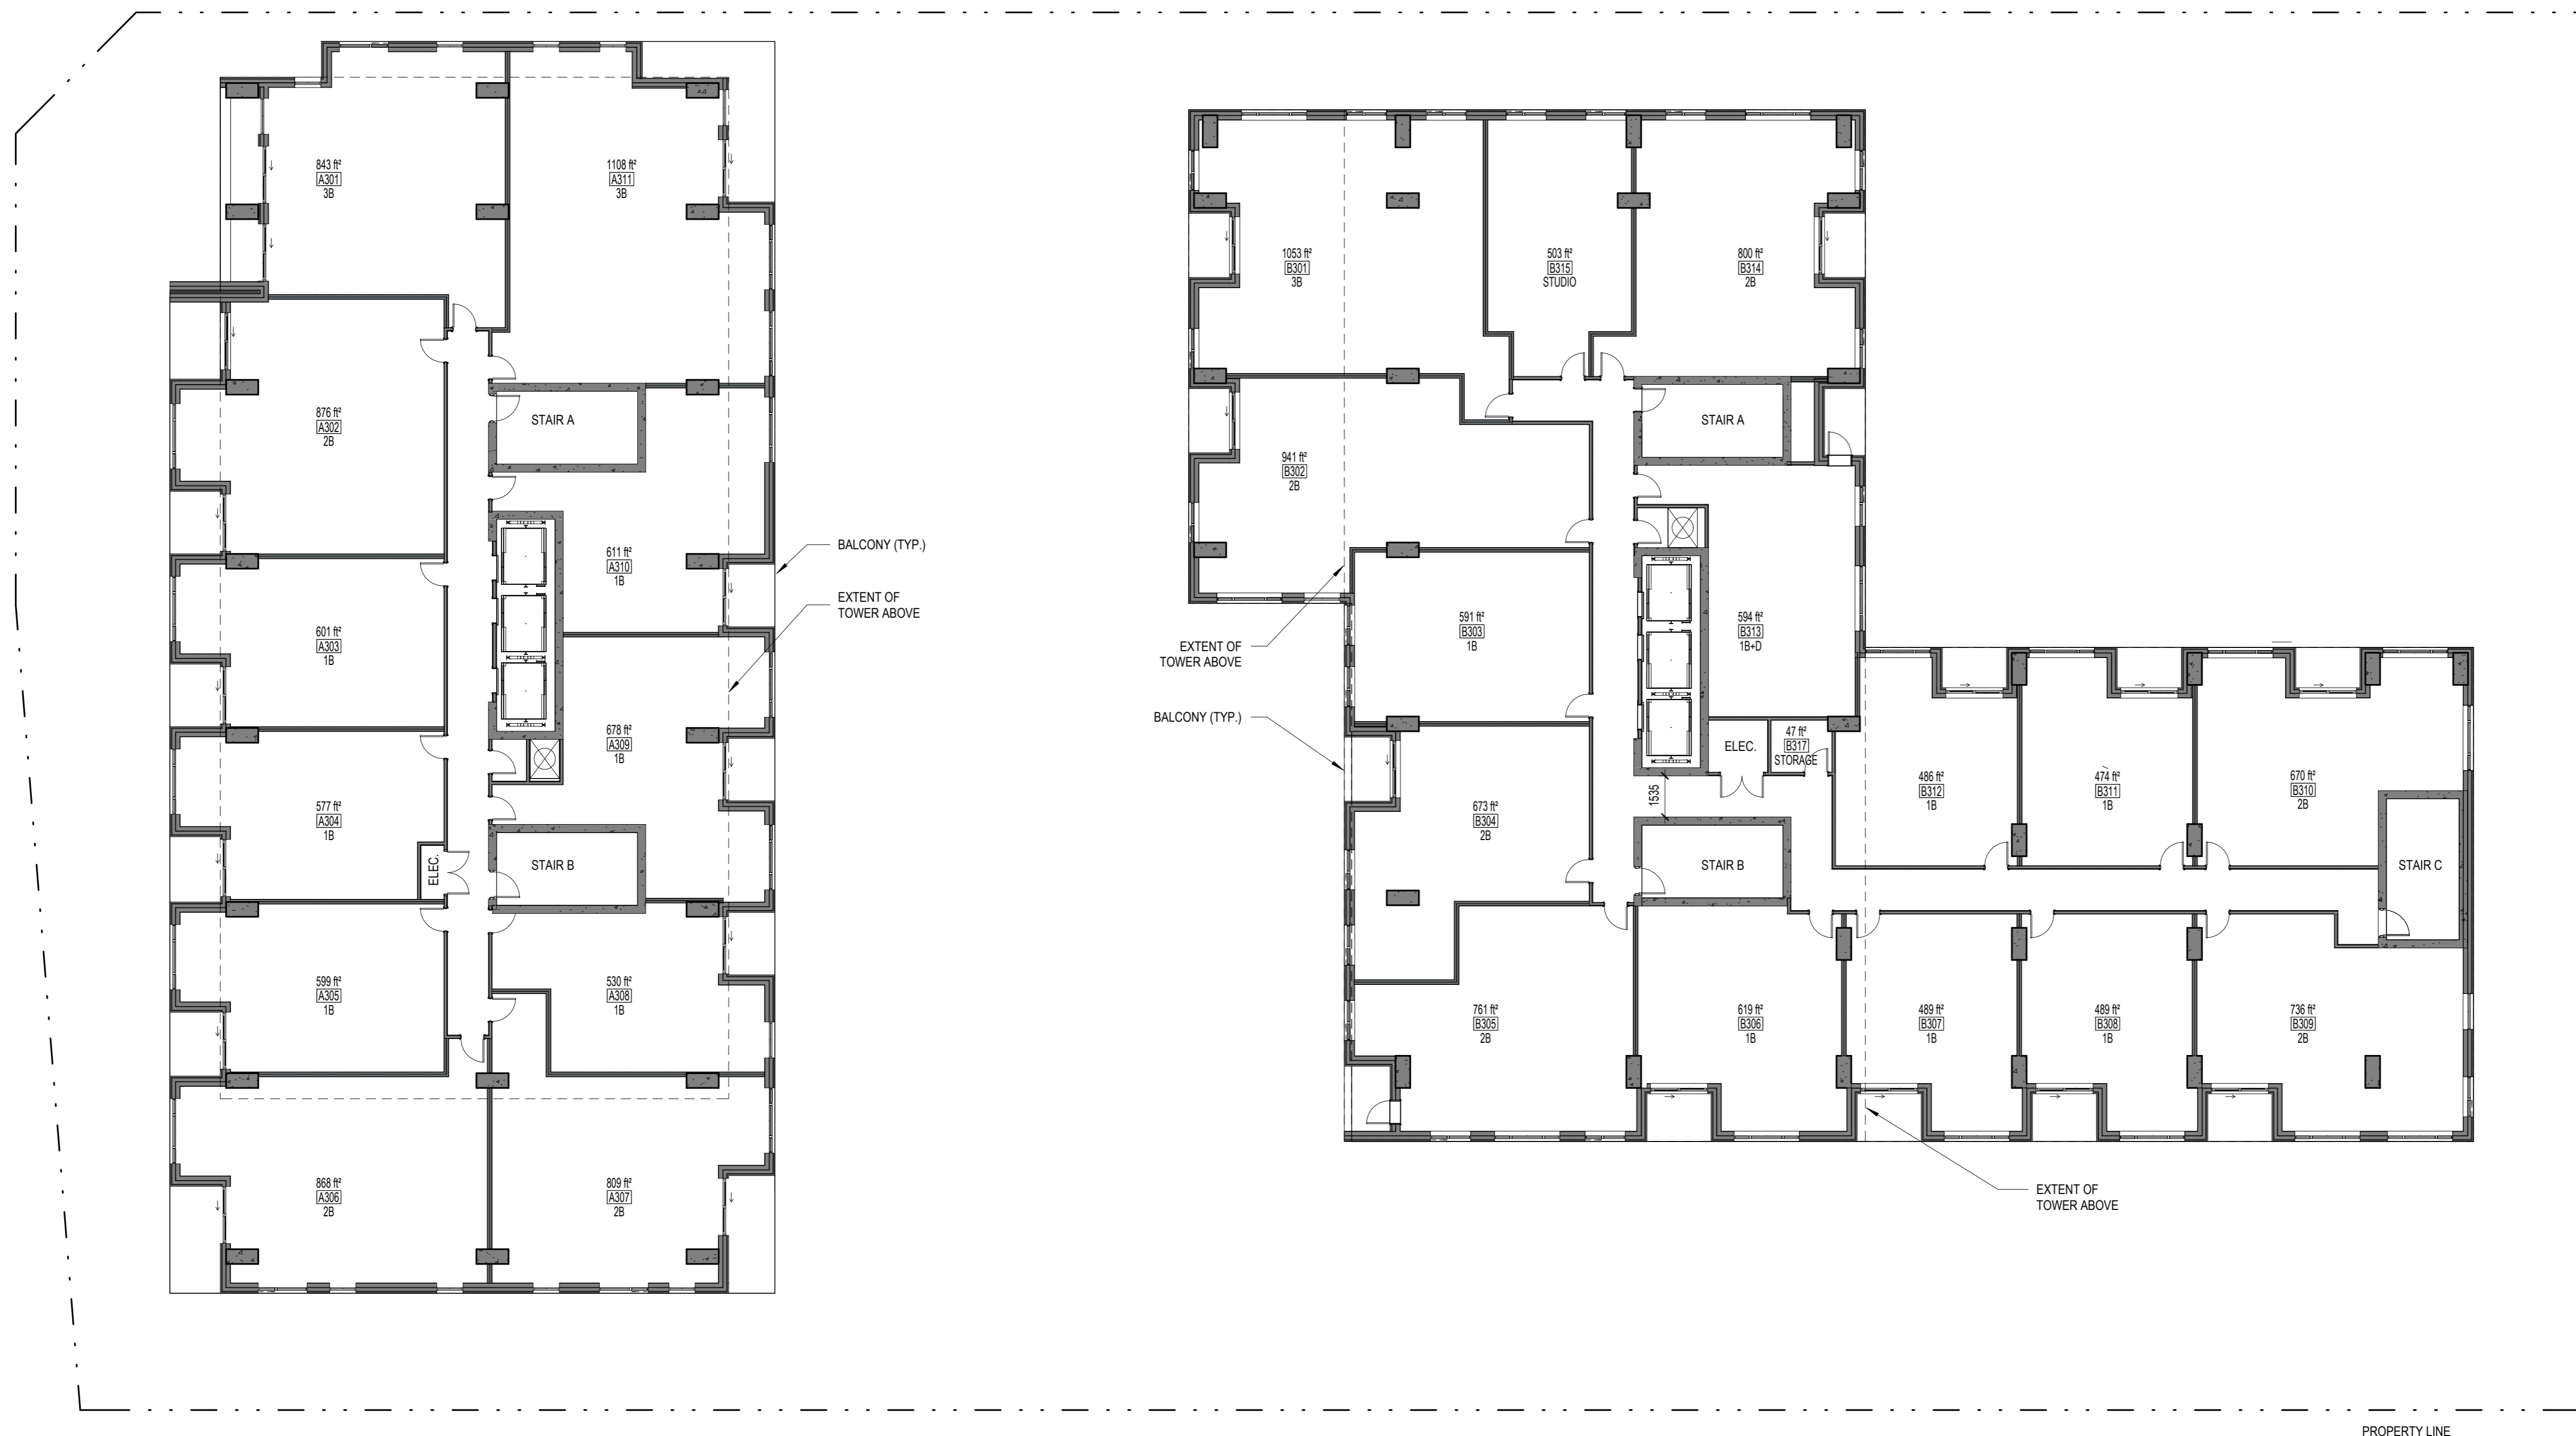 843 ft²
A301
3B
1108 ft²
A311
3B
876 ft²
A302
2B
STAIR A
611 ft²
A310
1B
601 ft²
A303
1B
678 ft²
A309
1B
577 ft²
A304
1B
ELEC.
STAIR B
599 ft²
A305
1B
530 ft²
A308
1B
868 ft²
A306
2B
809 ft²
A307
2B
BALCONY (TYP.)
EXTENT OF
TOWER ABOVE
1053 ft²
B301
3B
503 ft²
B315
STUDIO
800 ft²
B314
2B
STAIR A
941 ft²
B302
2B
591 ft²
B303
1B
594 ft²
B313
1B+D
EXTENT OF
TOWER ABOVE
BALCONY (TYP.)
ELEC.
47 ft²
B317
STORAGE
1535
673 ft²
B304
2B
486 ft²
B312
1B
474 ft²
B311
1B
670 ft²
B310
2B
STAIR B
STAIR C
761 ft²
B305
2B
619 ft²
B306
1B
489 ft²
B307
1B
489 ft²
B308
1B
736 ft²
B309
2B
EXTENT OF
TOWER ABOVE
PROPERTY LINE